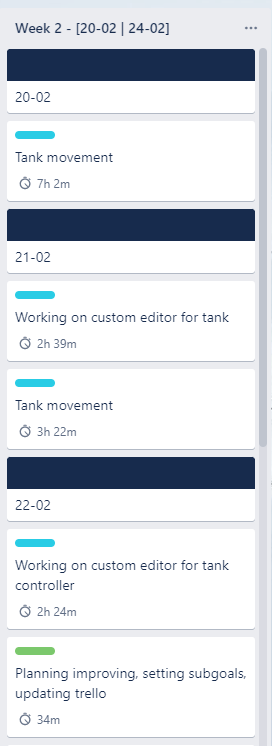 Week 2 - [20-02 | 24-02]
20-02
Tank movement
7h 2m
21-02
Working on custom editor for tank
2h 39m
Tank movement
3h 22m
22-02
Working on custom editor for tank
controller
2h 24m
Planning improving, setting subgoals,
updating trello
34m